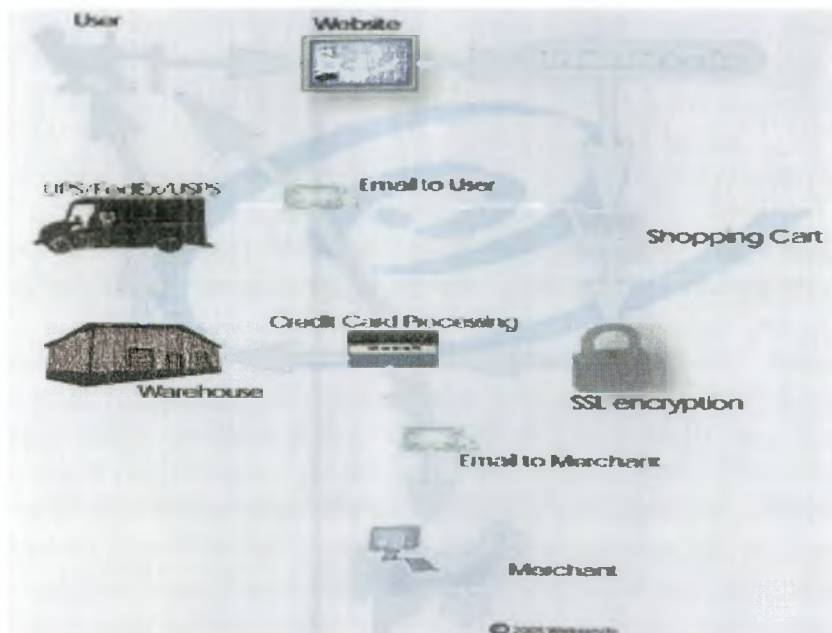 User
Website
UPS/FedEx/USPS
Email to User
Shopping Cart
Credit Card Processing
Warehouse
SSL encryption
Email to Merchant
Merchant
© 2005